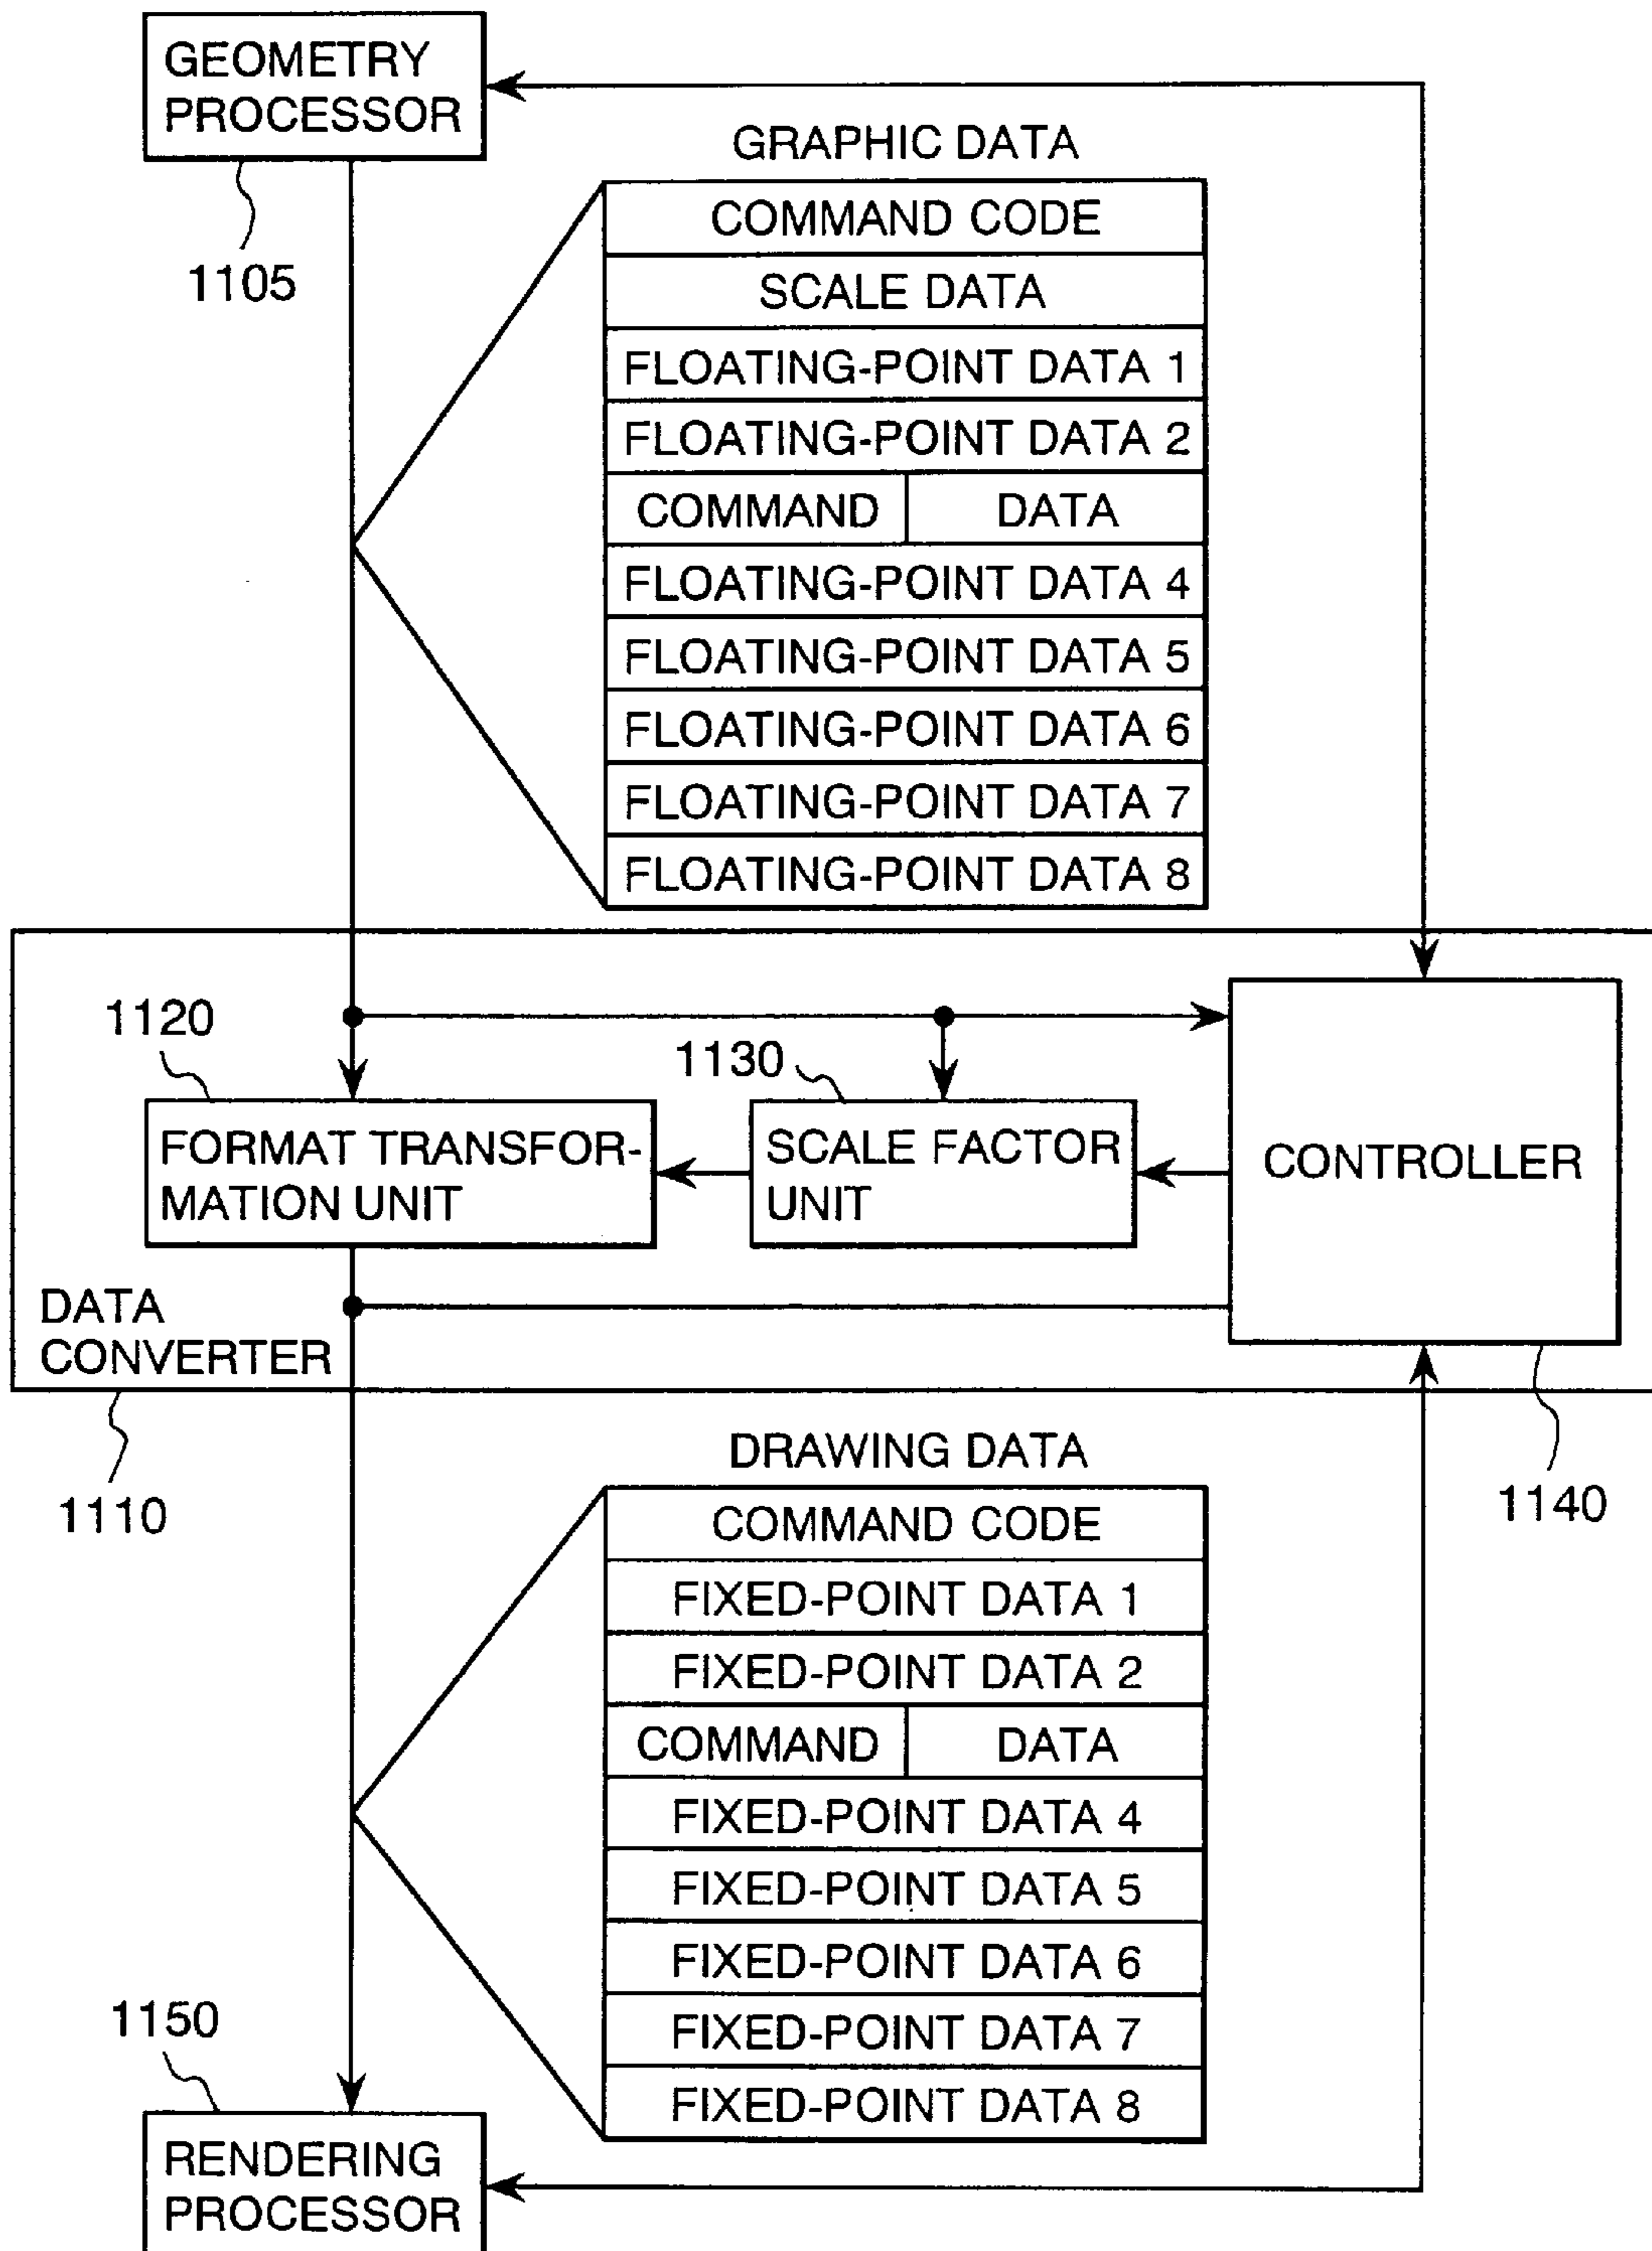 GEOMETRY
PROCESSOR
1105
GRAPHIC DATA
COMMAND CODE
SCALE DATA
FLOATING-POINT DATA 1
FLOATING-POINT DATA 2
COMMAND DATA
FLOATING-POINT DATA 4
FLOATING-POINT DATA 5
FLOATING-POINT DATA 6
FLOATING-POINT DATA 7
FLOATING-POINT DATA 8
1120
1130
FORMAT TRANSFOR-
MATION UNIT
SCALE FACTOR
UNIT
CONTROLLER
DATA
CONVERTER
1110
1140
DRAWING DATA
COMMAND CODE
FIXED-POINT DATA 1
FIXED-POINT DATA 2
COMMAND DATA
FIXED-POINT DATA 4
FIXED-POINT DATA 5
FIXED-POINT DATA 6
FIXED-POINT DATA 7
FIXED-POINT DATA 8
1150
RENDERING
PROCESSOR